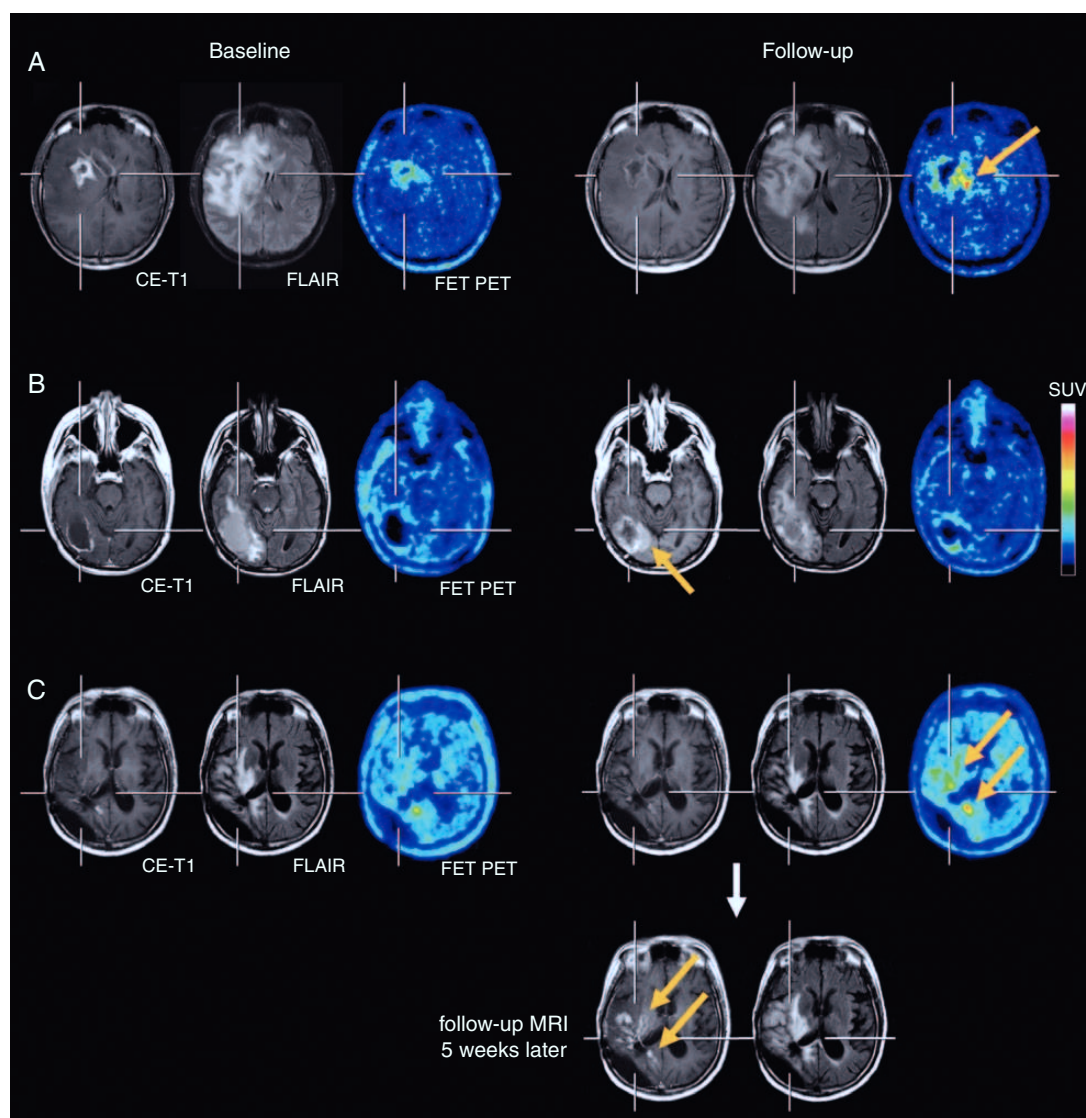 Baseline
Follow-up
A
CE-T1
FLAIR
FET PET
B
SUV
CE-T1
FLAIR
FET PET
C
CE-T1
FLAIR
FET PET
follow-up MRI
5 weeks later